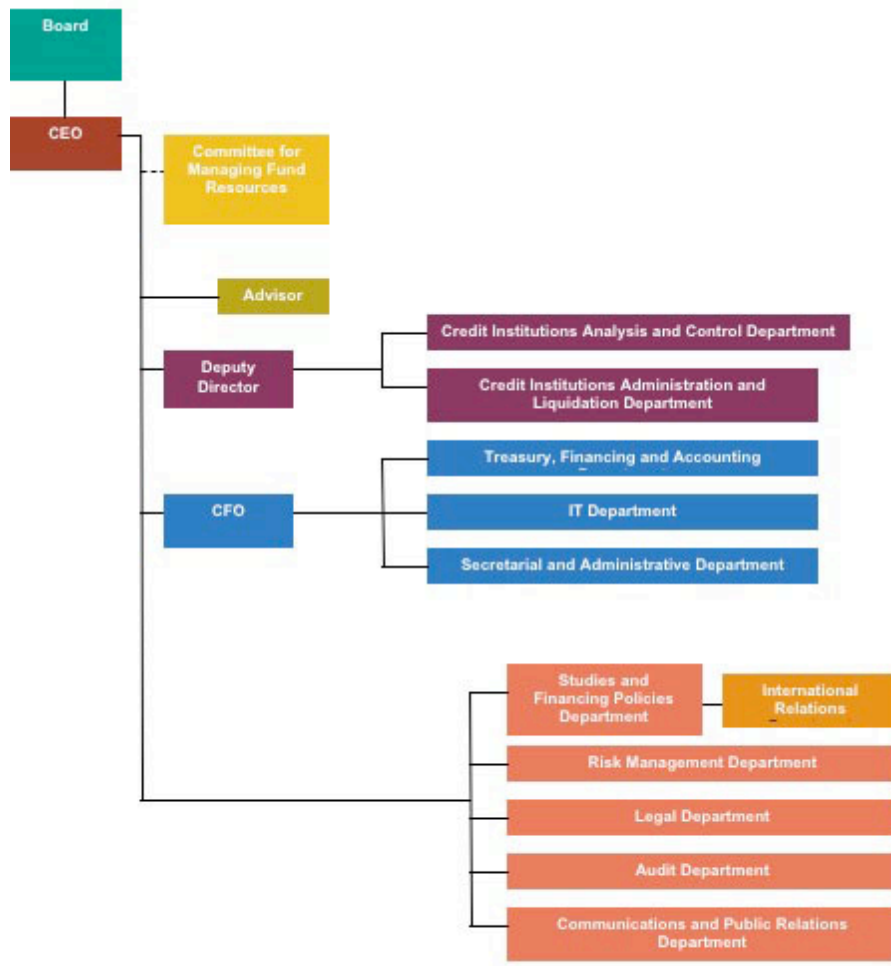 Board
CEO
Committee for
Managing Fund
Resources
Advisor
Deputy
Director
Credit Institutions Analysis and Control Department
Credit Institutions Administration and
Liquidation Department
Treasury, Financing and Accounting
CFO
IT Department
Secretarial and Administrative Department
Studies and
Financing Policies
Department
International
Relations
Risk Management Department
Legal Department
Audit Department
Communications and Public Relations
Department